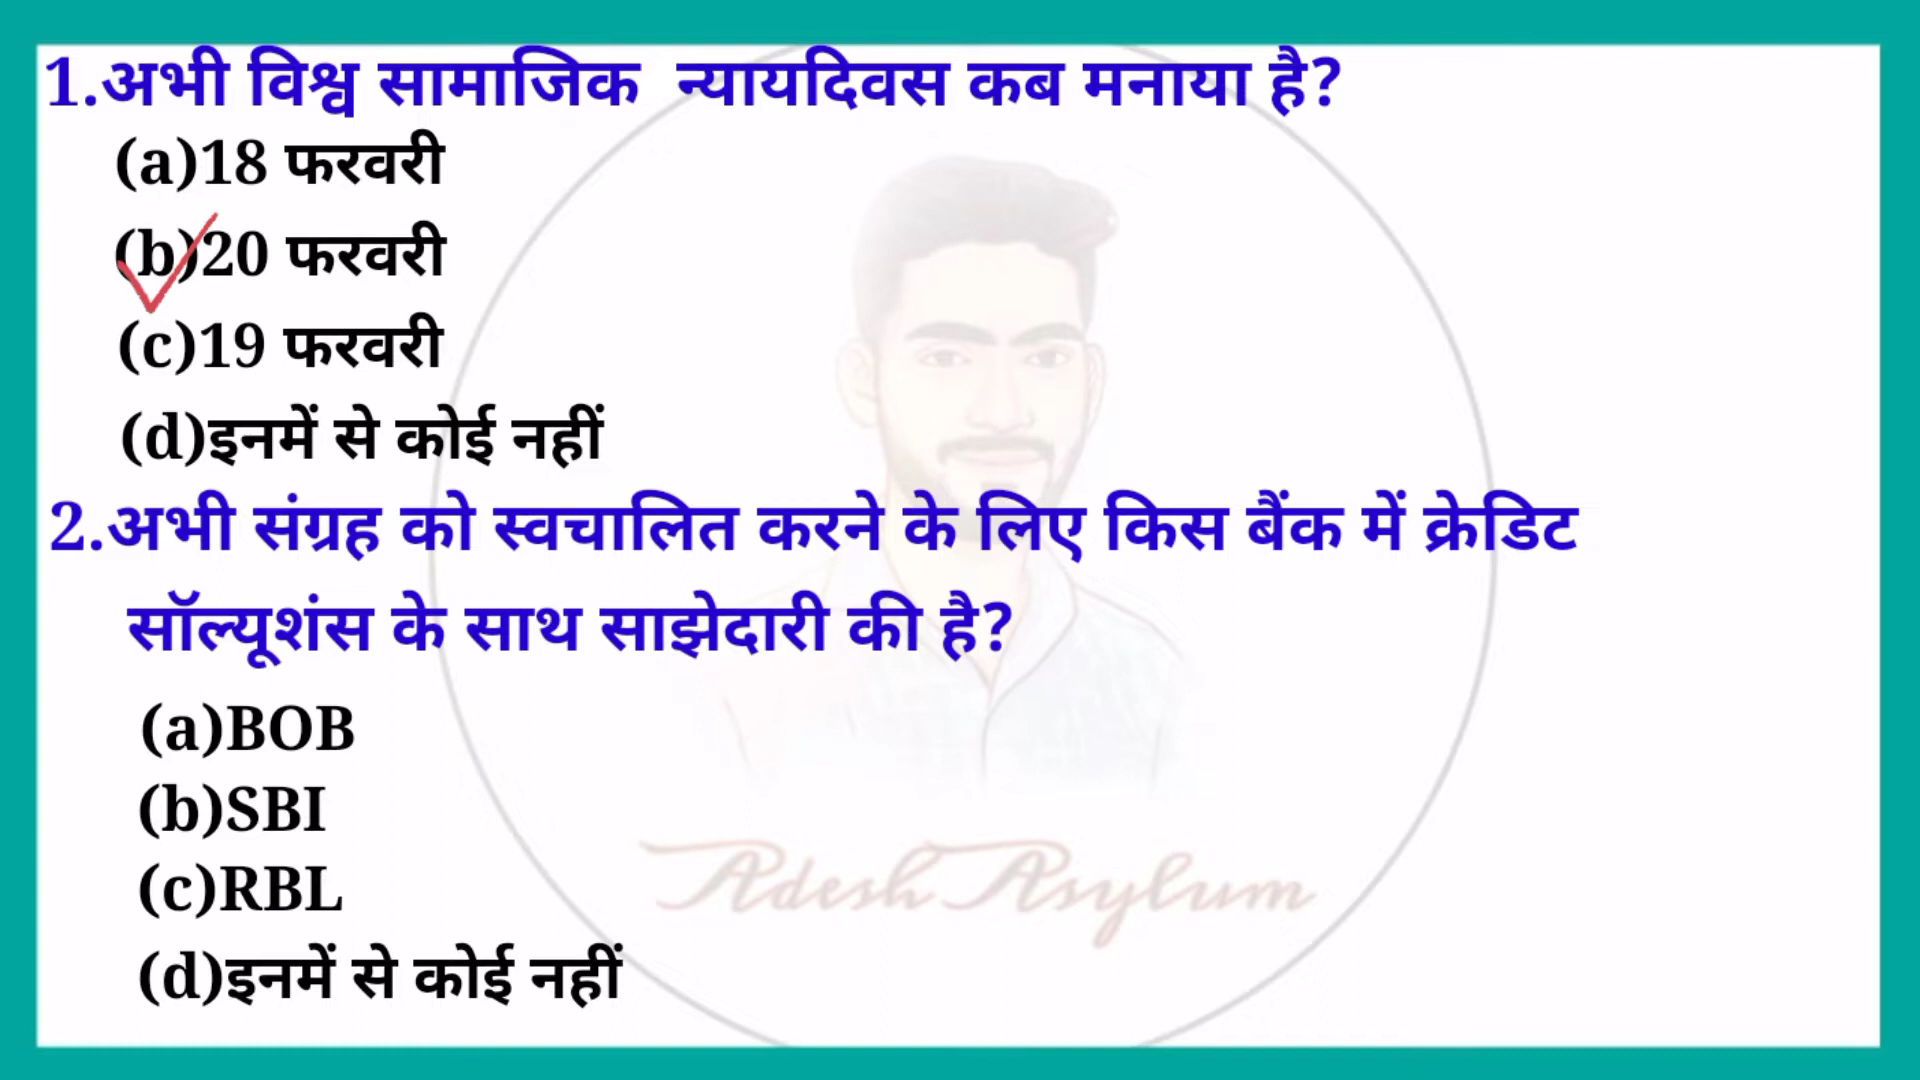 1.अभी विश्व सामाजिक न्यायदिवस कब मनाया है?
(a)18 फरवरी
(b)20 फरवरी
(c)19 फरवरी
(d)इनमें से कोई नहीं
2.अभी संग्रह को स्वचालित करने के लिए किस बैंक में क्रेडिट
सॉल्यूशंस के साथ साझेदारी की है?
(a)BOB
(b)SBI
(c)RBL
Adesh Asylum
(d)इनमें से कोई नहीं